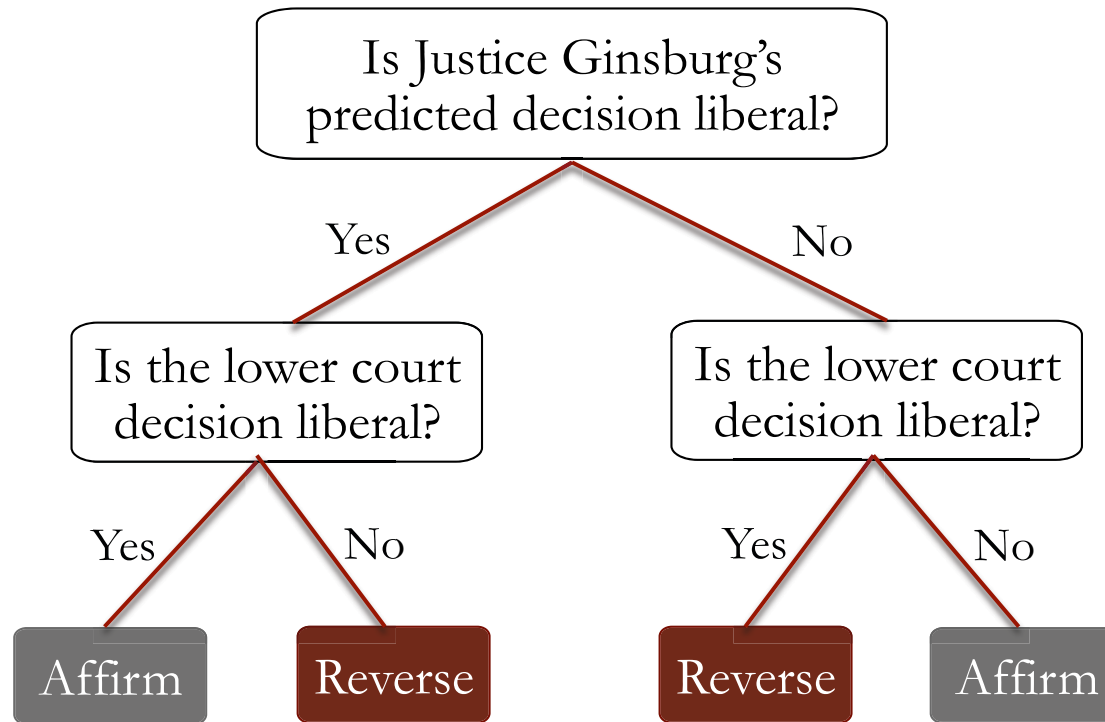 Is Justice Ginsburg’s
predicted decision liberal?
Yes
No
Is the lower court
decision liberal?
Is the lower court
decision liberal?
Yes
No
Yes
No
Affirm
Reverse
Reverse
Affirm